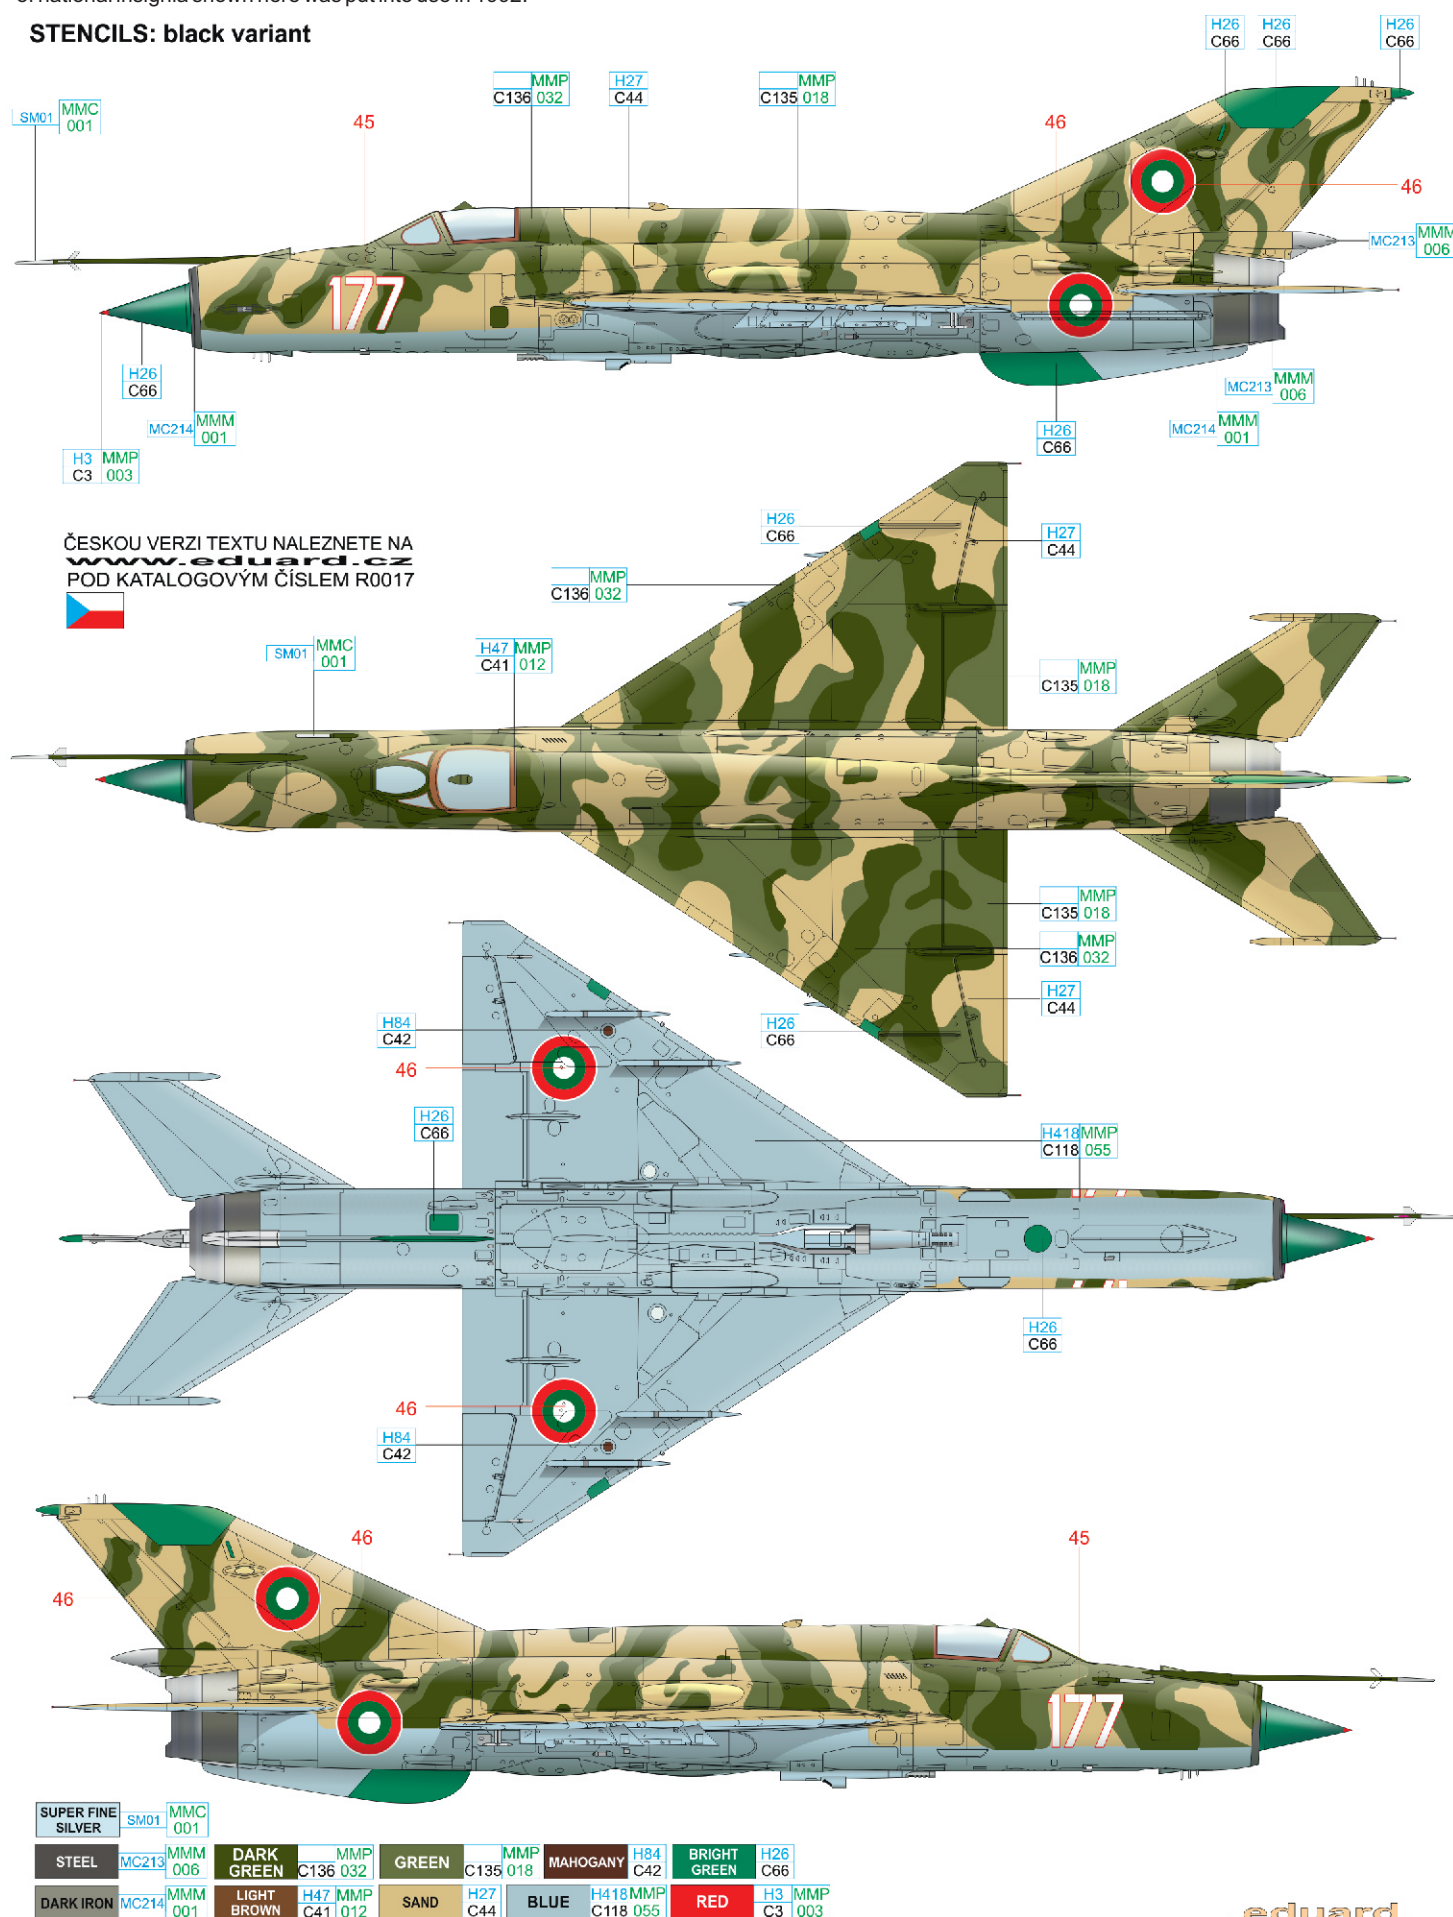 STENCILS: black variant
H26
C66
H26
C66
H26
C66
MMP
C136 032
H27
C44
MMP
C135 018
SM01 MMC
001
45
46
46
MC213 MMM
006
177
H26
C66
MC214 MMM
001
H3 MMP
C3 003
MC213 MMM
006
MC214 MMM
001
H26
C66
ČESKOU VERZI TEXTU NALEZNETE NA
www.eduard.cz
POD KATALOGOVÝM ČÍSLEM R0017
H26
C66
H27
C44
MMP
C136 032
SM01 MMC
001
H47 MMP
C41 012
MMP
C135 018
MMP
C135 018
MMP
C136 032
H27
C44
H26
C66
H84
C42
46
H26
C66
H418 MMP
C118 055
H26
C66
46
H84
C42
46
45
46
177
SUPER FINE
SILVER
SM01 MMC
001
STEEL MC213 MMM
006
DARK
GREEN
MMP
C136 032
GREEN
MMP
C135 018
MAHOGANY
H84
C42
BRIGHT
GREEN
H26
C66
DARK IRON MC214 MMM
001
LIGHT
BROWN
H47 MMP
C41 012
SAND
H27
C44
BLUE
H418 MMP
C118 055
RED
H3 MMP
C3 003
eduard